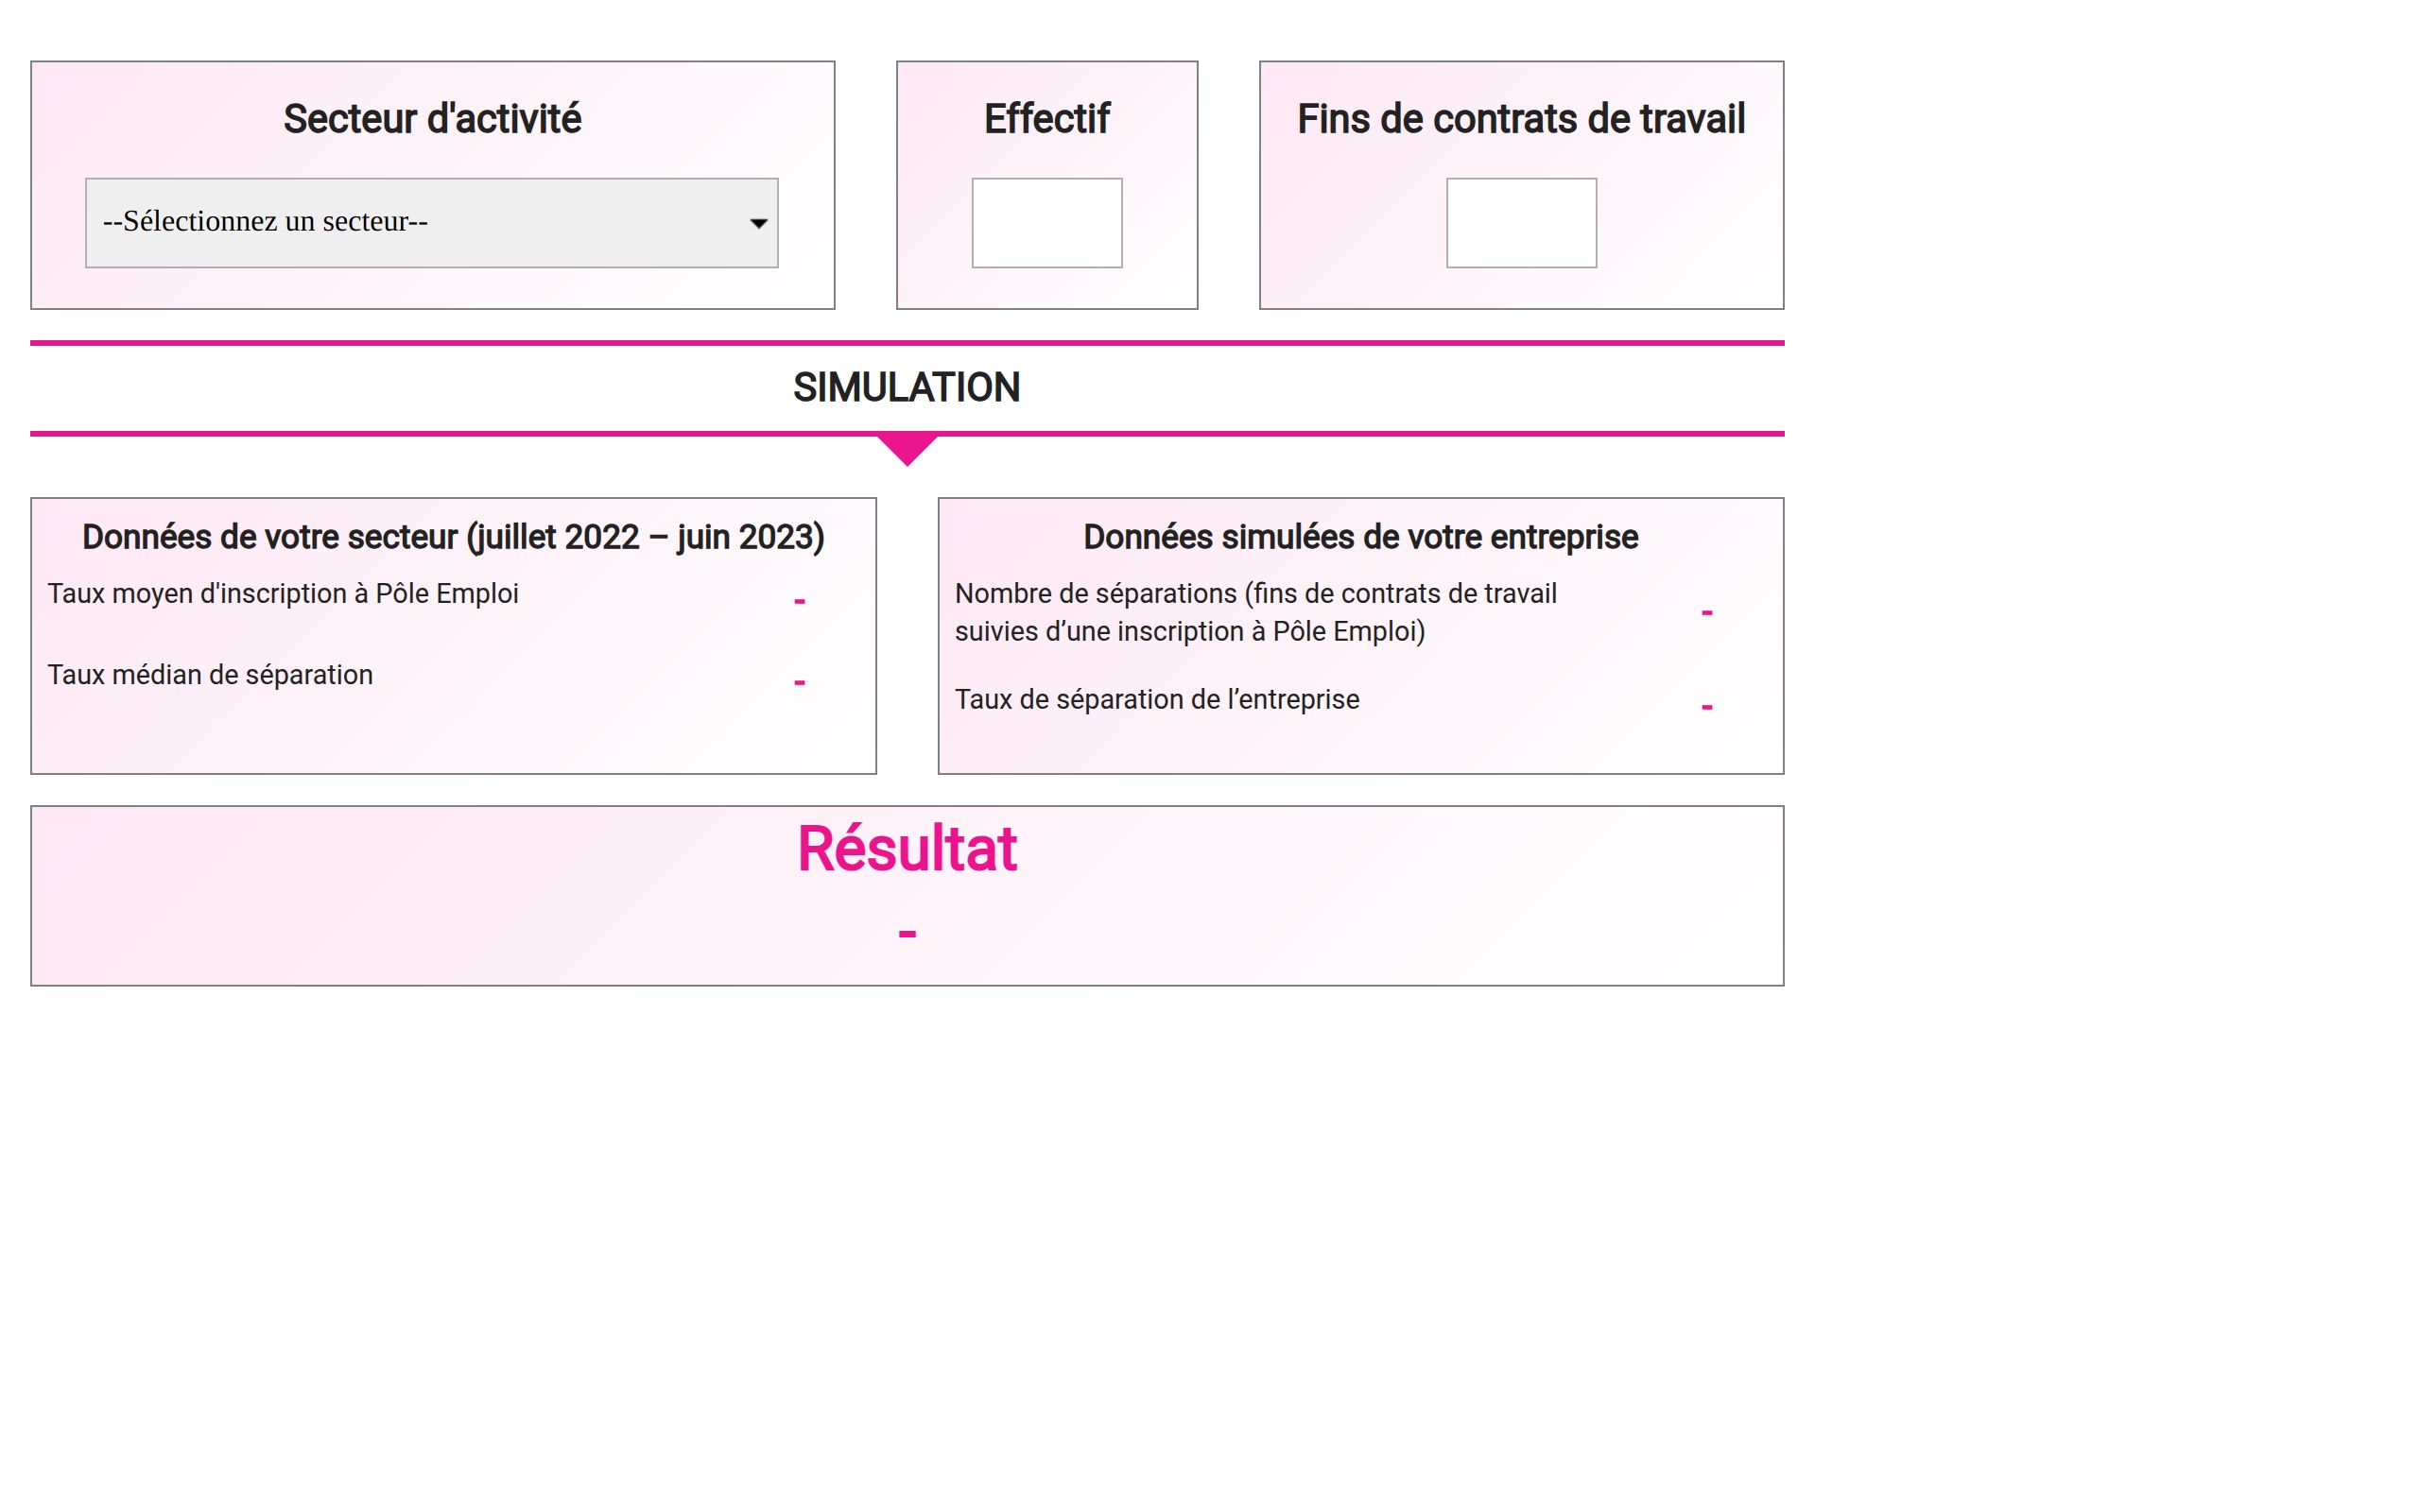 Secteur d'activité
--Sélectionnez un secteur--
Effectif
Fins de contrats de travail
SIMULATION
Données de votre secteur (juillet 2022 – juin 2023)
Taux moyen d'inscription à Pôle Emploi
-
Taux médian de séparation
-
Données simulées de votre entreprise
Nombre de séparations (fins de contrats de travail
suivies d’une inscription à Pôle Emploi)
-
Taux de séparation de l’entreprise
-
Résultat
-